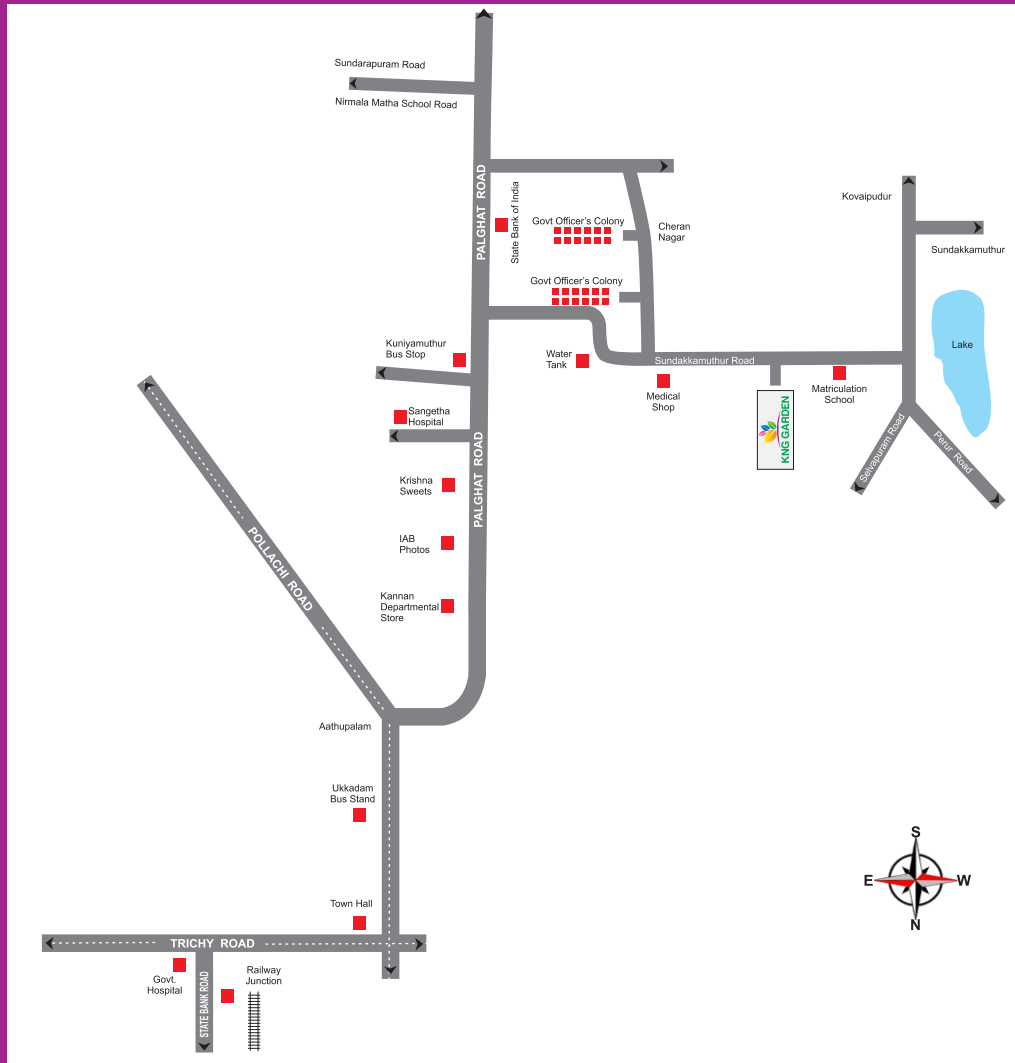 Sundarapuram Road
Nirmala Matha School Road
PALGHAT ROAD
State Bank of India
Govt Officer's Colony
Cheran
Nagar
Govt Officer's Colony
Kovaipudur
Sundakkamuthur
Lake
Kuniyamuthur
Bus Stop
Water
Tank
Sundakkamuthur Road
Medical
Shop
Matriculation
School
KNG GARDEN
Selvapuram Road
Perur Road
Sangetha
Hospital
PALGHAT ROAD
Krishna
Sweets
IAB
Photos
Kannan
Departmental
Store
POLLACHI ROAD
Aathupalam
Ukkadam
Bus Stand
Town Hall
TRICHY ROAD
Govt.
Hospital
STATE BANK ROAD
Railway
Junction
S
E
W
N